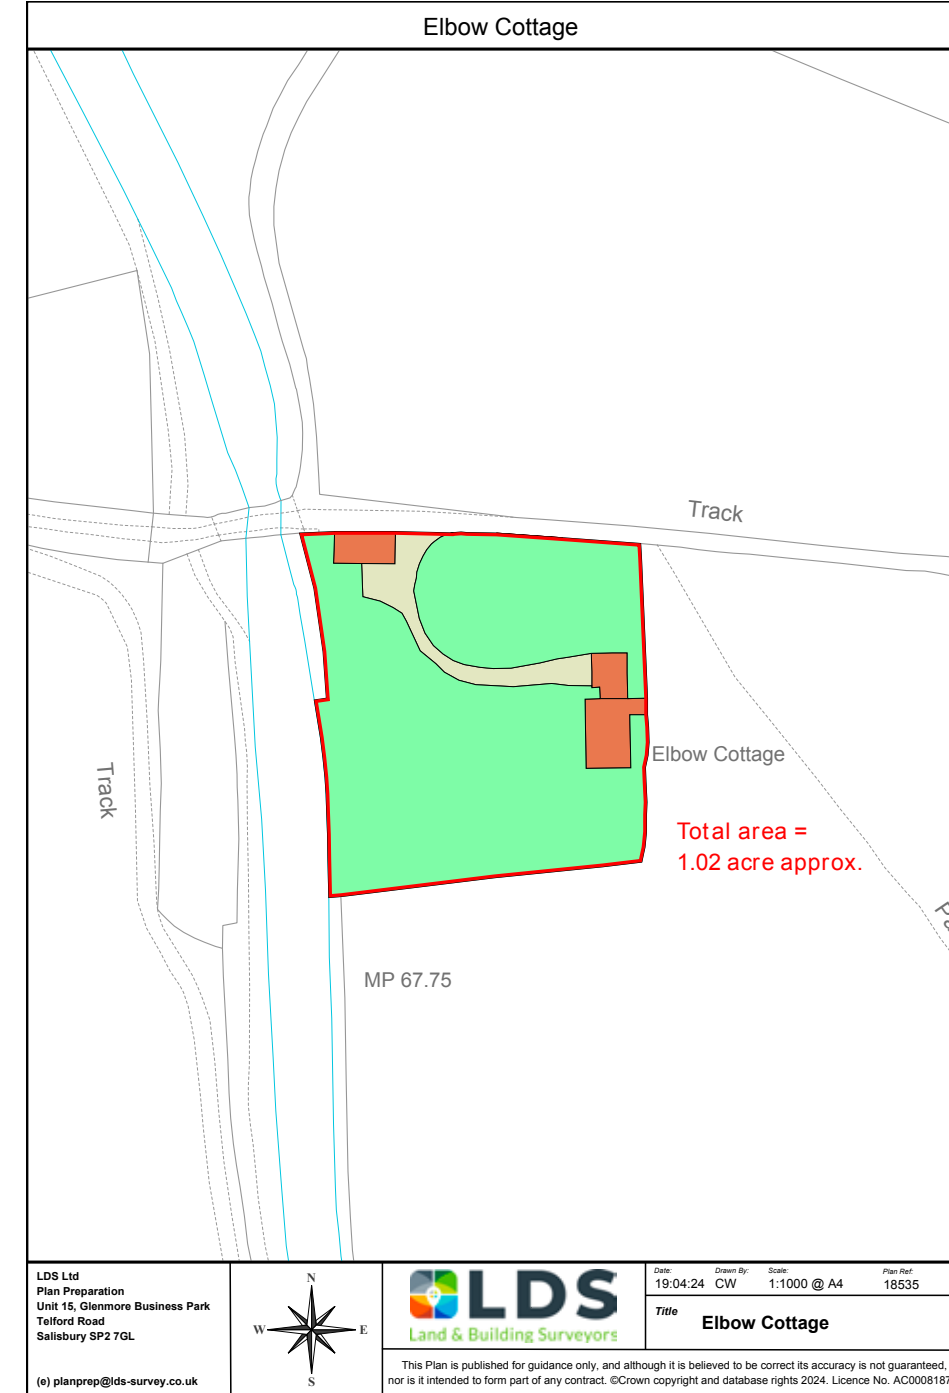 Elbow Cottage
Track
Track
Elbow Cottage
Total area =
1.02 acre approx.
MP 67.75
LDS Ltd
Plan Preparation
Unit 15, Glenmore Business Park
Telford Road
Salisbury SP2 7GL
(e) planprep@lds-survey.co.uk
N
W E
S
LDS
Land & Building Surveyors
Date: Drawn By: Scale: Plan Ref:
19:04:24 CW 1:1000 @ A4 18535
Title
Elbow Cottage
This Plan is published for guidance only, and although it is believed to be correct its accuracy is not guaranteed,
nor is it intended to form part of any contract. ©Crown copyright and database rights 2024. Licence No.